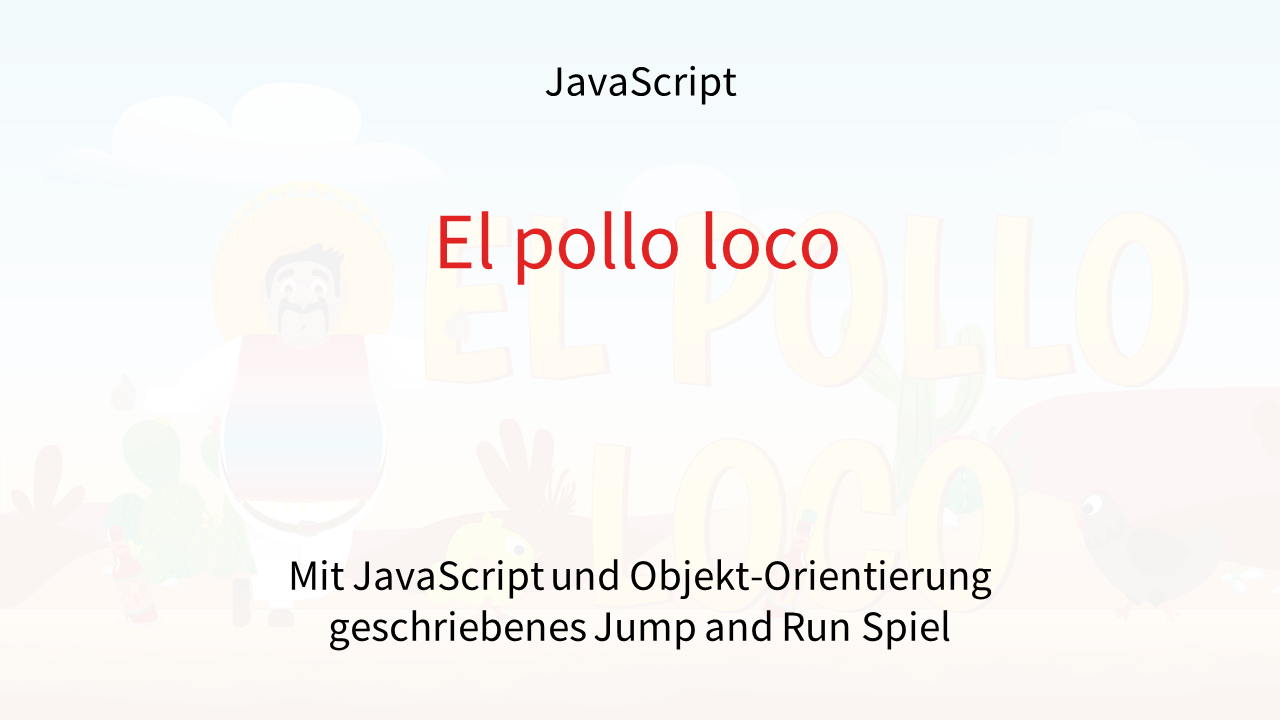 JavaScript
El pollo loco
EL POLLO
LOCO
Mit JavaScript und Objekt-Orientierung
geschriebenes Jump and Run Spiel